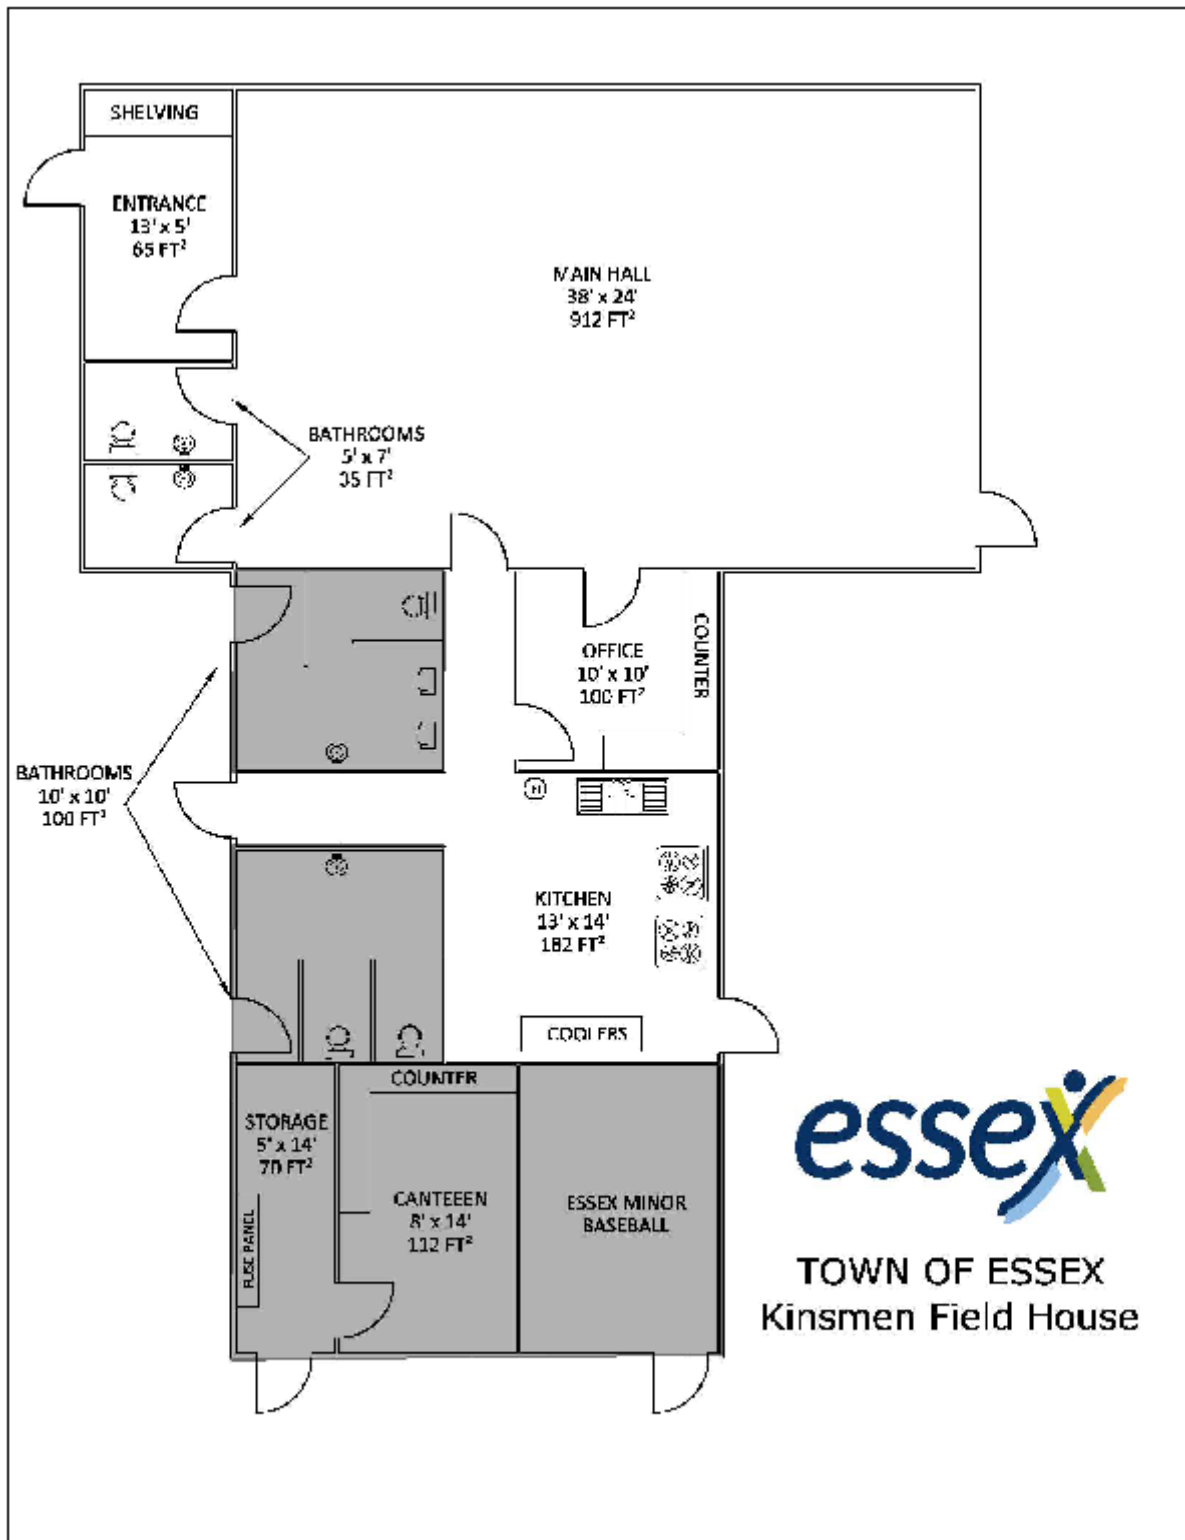 SHELVING
ENTRANCE
13' x 5'
65 FT²
MAIN HALL
38' x 24'
912 FT²
BATHROOMS
5' x 7'
35 FT²
OFFICE
10' x 10'
100 FT²
COUNTER
BATHROOMS
10' x 10'
100 FT²
KITCHEN
13' x 14'
182 FT²
COOLERS
COUNTER
STORAGE
5' x 14'
70 FT²
FUSE PANEL
CANTEEEN
8' x 14'
112 FT²
ESSEX MINOR
BASEBALL
essex
TOWN OF ESSEX
Kinsmen Field House